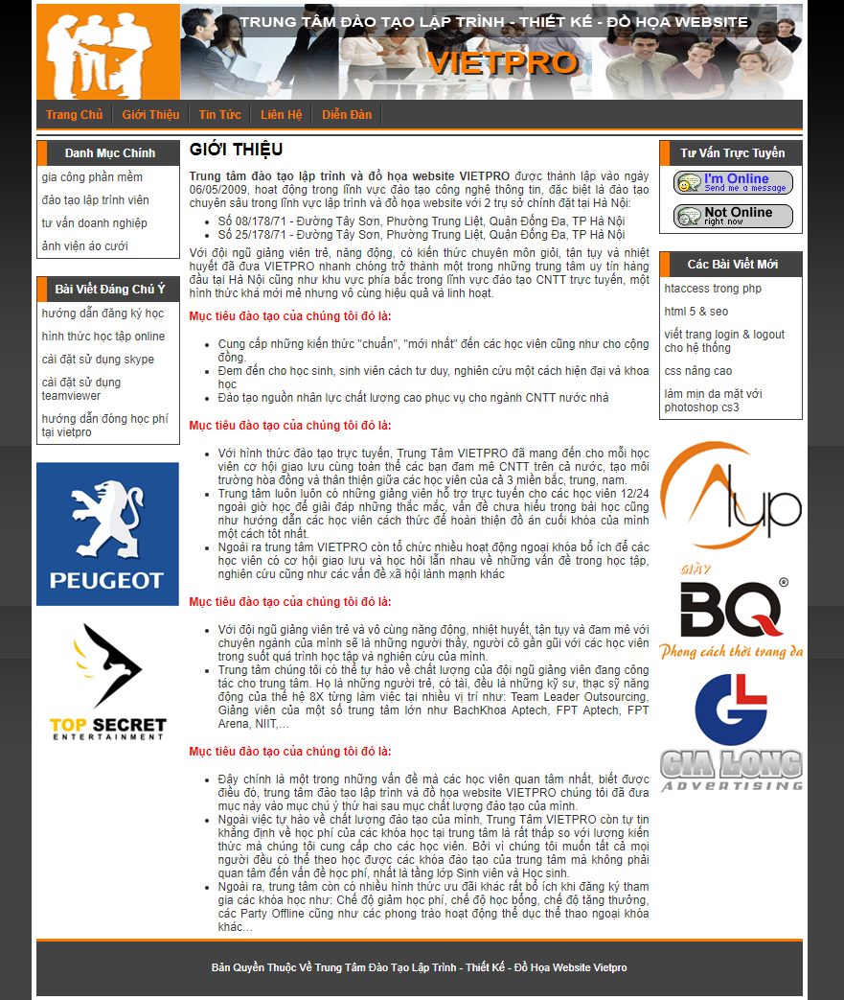 TRUNG TÂM ĐÀO TẠO LẬP TRÌNH - THIẾT KẾ - ĐỒ HỌA WEBSITE
VIETPRO
Trang Chủ
Giới Thiệu
Tin Tức
Liên Hệ
Diễn Đàn
Danh Mục Chính
gia công phần mềm
đào tạo lập trình viên
tư vấn doanh nghiệp
ảnh viện áo cưới
Bài Viết Đáng Chú Ý
hướng dẫn đăng ký học
hình thức học tập online
cài đặt sử dụng skype
cài đặt sử dụng
teamviewer
hướng dẫn đóng học phí
tại vietpro
PEUGEOT
TOP SECRET
ENTERTAINMENT
GIỚI THIỆU
Trung tâm đào tạo lập trình và đồ họa website VIETPRO được thành lập vào ngày
06/05/2009, hoạt động trong lĩnh vực đào tạo công nghệ thông tin, đặc biệt là đào tạo
chuyên sâu trong lĩnh vực lập trình và đồ họa website với 2 trụ sở chính đặt tại Hà Nội:
Số 08/178/71 - Đường Tây Sơn, Phường Trung Liệt, Quận Đống Đa, TP Hà Nội
Số 25/178/71 - Đường Tây Sơn, Phường Trung Liệt, Quận Đống Đa, TP Hà Nội
Với đội ngũ giảng viên trẻ, năng động, có kiến thức chuyên môn giỏi, tận tụy và nhiệt
huyết đã đưa VIETPRO nhanh chóng trở thành một trong những trung tâm uy tín hàng
đầu tại Hà Nội cũng như khu vực phía bắc trong lĩnh vực đào tạo CNTT trực tuyến, một
hình thức khá mới mẻ nhưng vô cùng hiệu quả và linh hoạt.
Mục tiêu đào tạo của chúng tôi đó là:
Cung cấp những kiến thức "chuẩn", "mới nhất" đến các học viên cũng như cho cộng
đồng.
Đem đến cho học sinh, sinh viên cách tư duy, nghiên cứu một cách hiện đại và khoa
học
Đào tạo nguồn nhân lực chất lượng cao phục vụ cho ngành CNTT nước nhà
Mục tiêu đào tạo của chúng tôi đó là:
Với hình thức đào tạo trực tuyến, Trung Tâm VIETPRO đã mang đến cho mỗi học
viên cơ hội giao lưu cùng toàn thể các bạn đam mê CNTT trên cả nước, tạo môi
trường hòa đồng và thân thiện giữa các học viên của cả 3 miền bắc, trung, nam.
Trung tâm luôn luôn có những giảng viên hỗ trợ trực tuyến cho các học viên 12/24
ngoài giờ học để giải đáp những thắc mắc, vấn đề chưa hiểu trong bài học cũng
như hướng dẫn các học viên cách thức để hoàn thiện đồ án cuối khóa của mình
một cách tốt nhất.
Ngoài ra trung tâm VIETPRO còn tổ chức nhiều hoạt động ngoại khóa bổ ích để các
học viên có cơ hội giao lưu và học hỏi lẫn nhau về những vấn đề trong học tập,
nghiên cứu cũng như các vấn đề xã hội lành mạnh khác
Mục tiêu đào tạo của chúng tôi đó là:
Với đội ngũ giảng viên trẻ và vô cùng năng động, nhiệt huyết, tận tụy và đam mê với
chuyên ngành của mình sẽ là những người thầy, người cô gần gũi với các học viên
trong suốt quá trình học tập và nghiên cứu của mình.
Trung tâm chúng tôi có thể tự hào về chất lượng của đội ngũ giảng viên đang công
tác cho trung tâm. Họ là những người trẻ, có tài, đều là những kỹ sư, thạc sỹ năng
động của thế hệ 8X từng làm việc tại nhiều vị trí như: Team Leader Outsourcing,
Giảng viên của một số trung tâm lớn như BachKhoa Aptech, FPT Aptech, FPT
Arena, NIIT,...
Mục tiêu đào tạo của chúng tôi đó là:
Đây chính là một trong những vấn đề mà các học viên quan tâm nhất, biết được
điều đó, trung tâm đào tạo lập trình và đồ họa website VIETPRO chúng tôi đã đưa
mục này vào mục chú ý thứ hai sau mục chất lượng đào tạo của mình.
Ngoài việc tự hào về chất lượng đào tạo của mình, Trung Tâm VIETPRO còn tự tin
khẳng định về học phí của các khóa học tại trung tâm là rất thấp so với lượng kiến
thức mà chúng tôi cung cấp cho các học viên. Bởi vì chúng tôi muốn tất cả mọi
người đều có thể theo học được các khóa đào tạo của trung tâm mà không phải
quan tâm đến vấn đề học phí, nhất là tầng lớp Sinh viên và Học sinh.
Ngoài ra, trung tâm còn có nhiều hình thức ưu đãi khác rất bổ ích khi đăng ký tham
gia các khóa học như: Chế độ giảm học phí, chế độ học bổng, chế độ tặng thưởng,
các Party Offline cũng như các phong trào hoạt động thể dục thể thao ngoại khóa
khác...
Tư Vấn Trực Tuyến
I'm Online
Send me a message
Not Online
right now
Các Bài Viết Mới
htaccess trong php
html 5 & seo
viết trang login & logout
cho hệ thống
css nâng cao
làm mịn da mặt với
photoshop cs3
GIÀY
BQ®
Phong cách thời trang da
GIA LONG
ADVERTISING
Bản Quyền Thuộc Về Trung Tâm Đào Tạo Lập Trình - Thiết Kế - Đồ Họa Website Vietpro